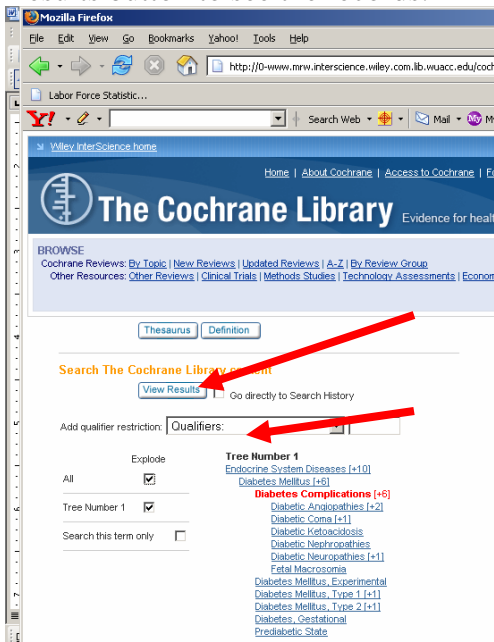 Mozilla Firefox
File Edit View Go Bookmarks Yahoo! Tools Help
http://0-www.mrw.interscience.wiley.com.lib.wuacc.edu/coch
Labor Force Statistic...
Y! Search Web Mail My
Wiley InterScience home
Home | About Cochrane | Access to Cochrane |
The Cochrane Library Evidence for heal
BROWSE
Cochrane Reviews: By Topic | New Reviews | Updated Reviews | A-Z | By Review Group
Other Resources: Other Reviews | Clinical Trials | Methods Studies | Technology Assessments | Econom
Thesaurus Definition
Search The Cochrane Library content
View Results Go directly to Search History
Add qualifier restriction: Qualifiers:
Explode
All
Tree Number 1
Search this term only
Tree Number 1
Endocrine System Diseases [+10]
Diabetes Mellitus [+6]
Diabetes Complications [+6]
Diabetic Angiopathies [+2]
Diabetic Coma [+1]
Diabetic Ketoacidosis
Diabetic Nephropathies
Diabetic Neuropathies [+1]
Fetal Macrosomia
Diabetes Mellitus, Experimental
Diabetes Mellitus, Type 1 [+1]
Diabetes Mellitus, Type 2 [+1]
Diabetes, Gestational
Prediabetic State